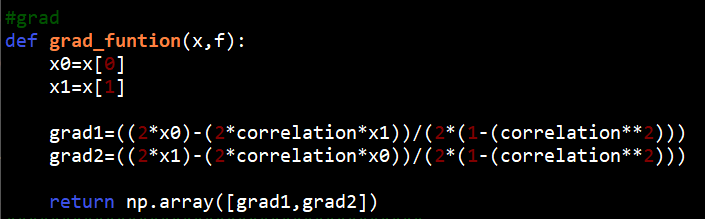 #grad
def grad_funtion(x,f):
    x0=x[0]
    x1=x[1]
    grad1=((2*x0)-(2*correlation*x1))/(2*(1-(correlation**2)))
    grad2=((2*x1)-(2*correlation*x0))/(2*(1-(correlation**2)))
    return np.array([grad1,grad2])